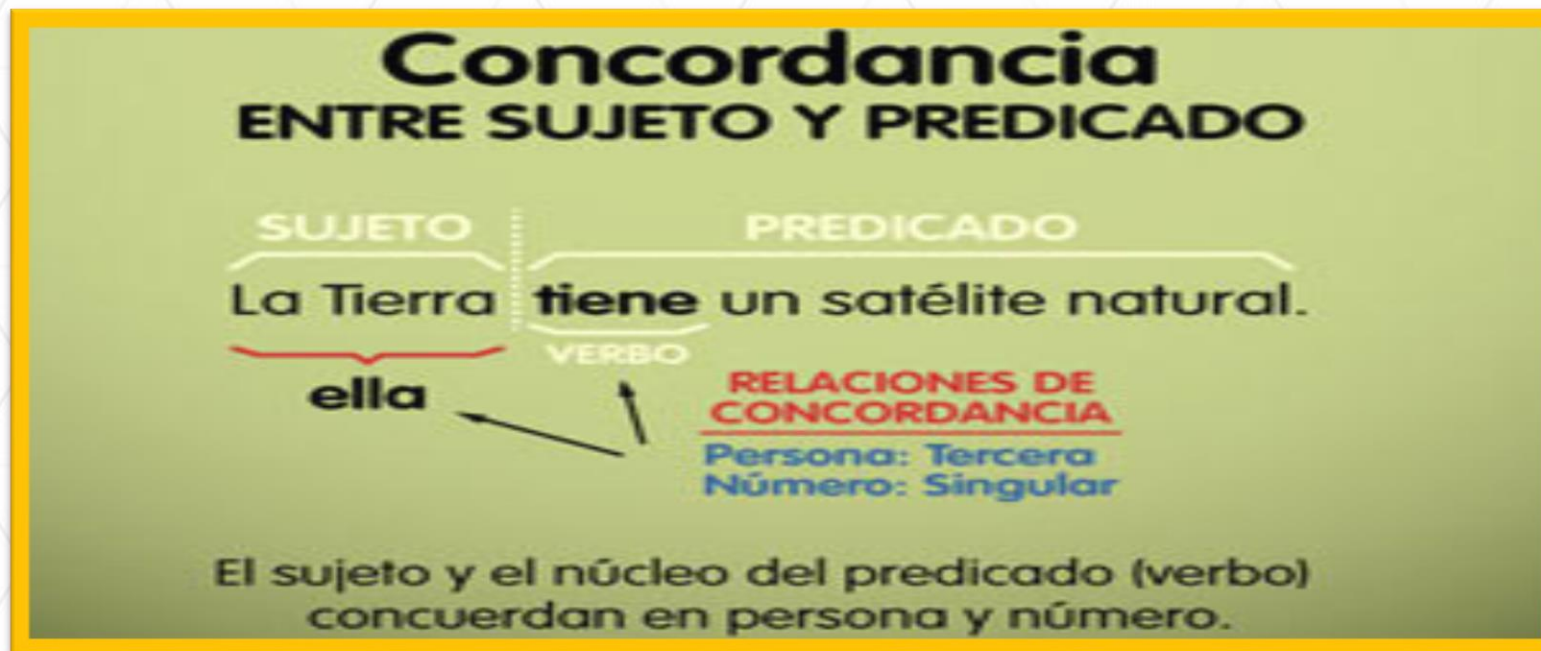 Concordancia
ENTRE SUJETO Y PREDICADO
SUJETO PREDICADO
La Tierra tiene un satélite natural.
VERBO
ella
RELACIONES DE
CONCORDANCIA
Persona: Tercera
Número: Singular
El sujeto y el núcleo del predicado (verbo)
concuerdan en persona y número.